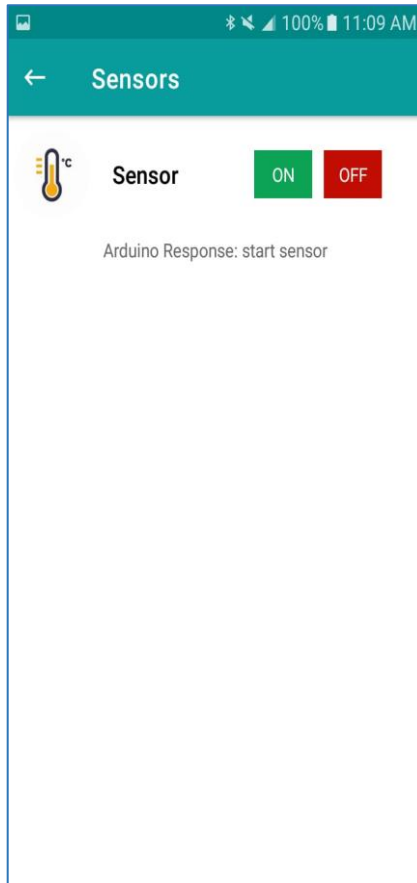 100% 11:09 AM
Sensors
°C
Sensor ON OFF
Arduino Response: start sensor